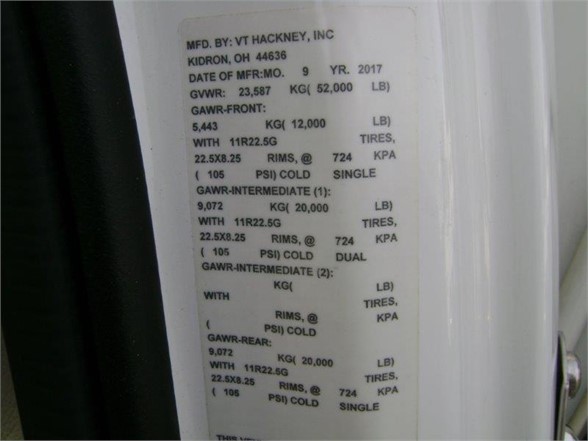 MFD. BY: VT HACKNEY, INC
KIDRON, OH 44636
DATE OF MFR:MO. 9 YR. 2017
GVWR: 23,587 KG( 52,000 LB)
GAWR-FRONT:
5,443 KG( 12,000 LB)
WITH 11R22.5G TIRES,
22.5X8.25 RIMS, @ 724 KPA
( 105 PSI) COLD SINGLE
GAWR-INTERMEDIATE (1):
9,072 KG( 20,000 LB)
WITH 11R22.5G TIRES,
22.5X8.25 RIMS, @ 724 KPA
( 105 PSI) COLD DUAL
GAWR-INTERMEDIATE (2):
KG( LB)
WITH TIRES,
RIMS, @ KPA
( PSI) COLD
GAWR-REAR:
9,072 KG( 20,000 LB)
WITH 11R22.5G TIRES,
22.5X8.25 RIMS, @ 724 KPA
( 105 PSI) COLD SINGLE